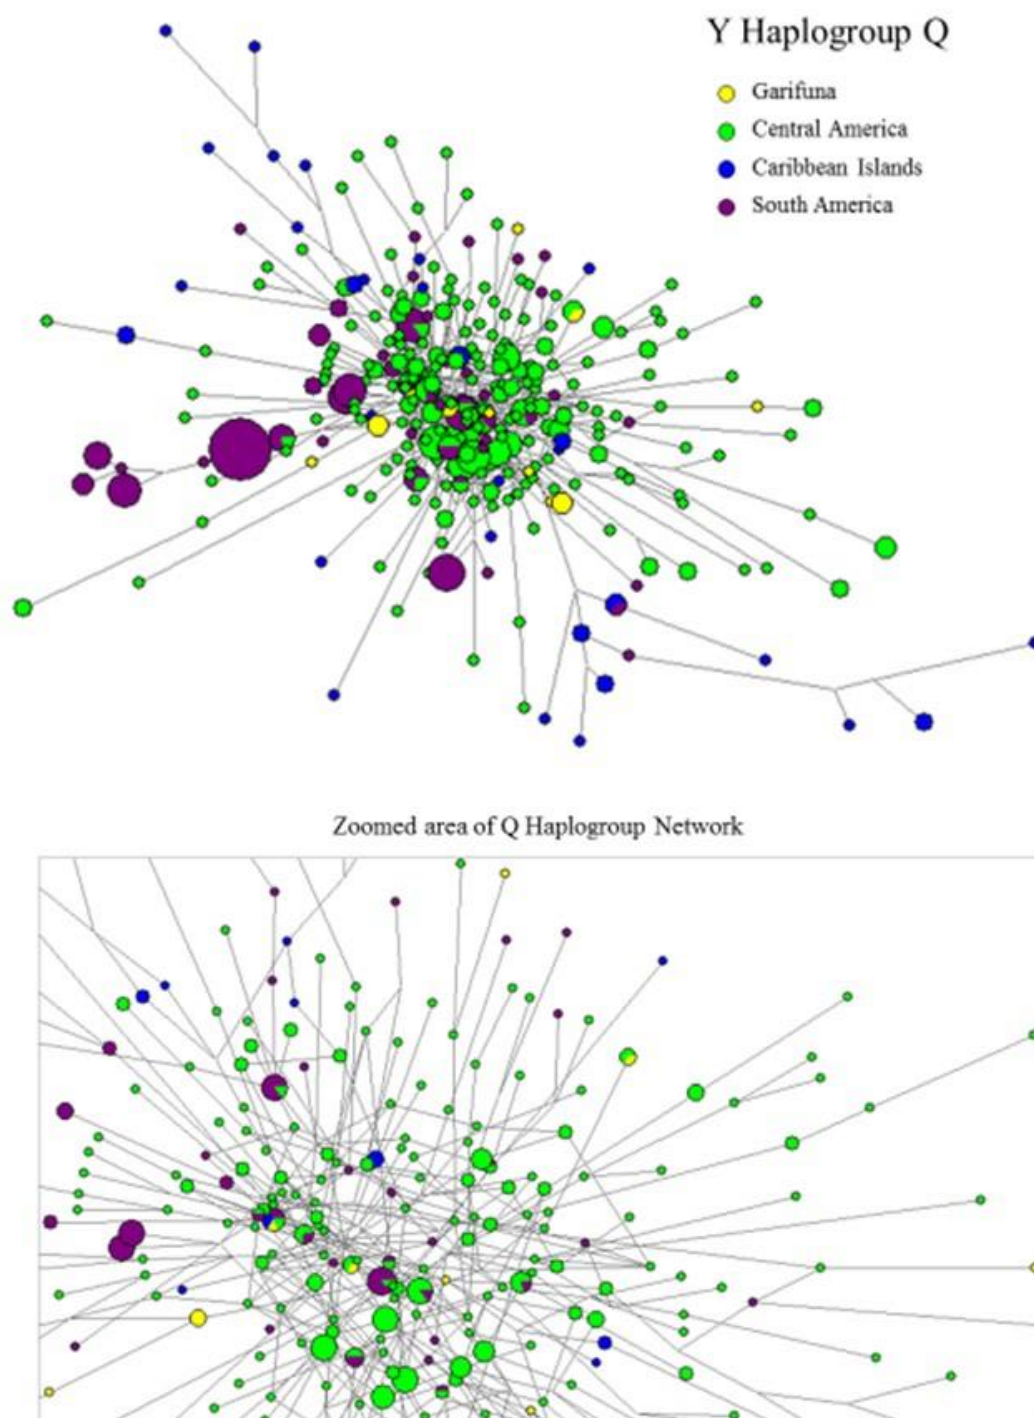 Y Haplogroup Q
Garifuna
Central America
Caribbean Islands
South America
Zoomed area of Q Haplogroup Network